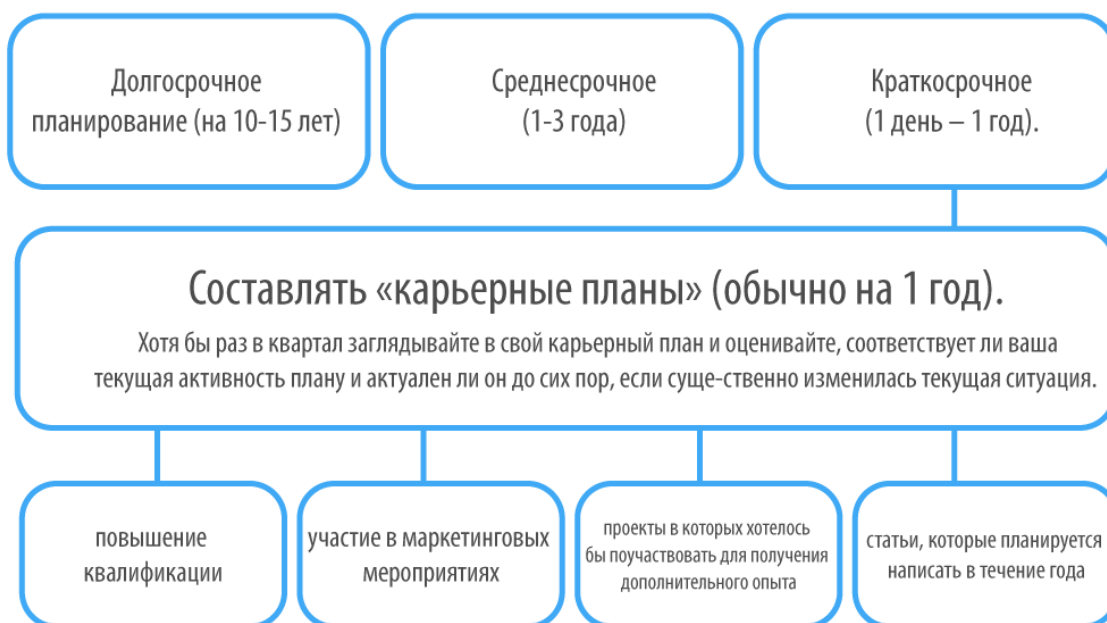 Долгосрочное
планирование (на 10-15 лет)
Среднесрочное
(1-3 года)
Краткосрочное
(1 день – 1 год).
Составлять «карьерные планы» (обычно на 1 год).
Хотя бы раз в квартал заглядывайте в свой карьерный план и оценивайте, соответствует ли ваша
текущая активность плану и актуален ли он до сих пор, если суще-ственно изменилась текущая ситуация.
повышение
квалификации
участие в маркетинговых
мероприятиях
проекты в которых хотелось
бы поучаствовать для получения
дополнительного опыта
статьи, которые планируется
написать в течение года